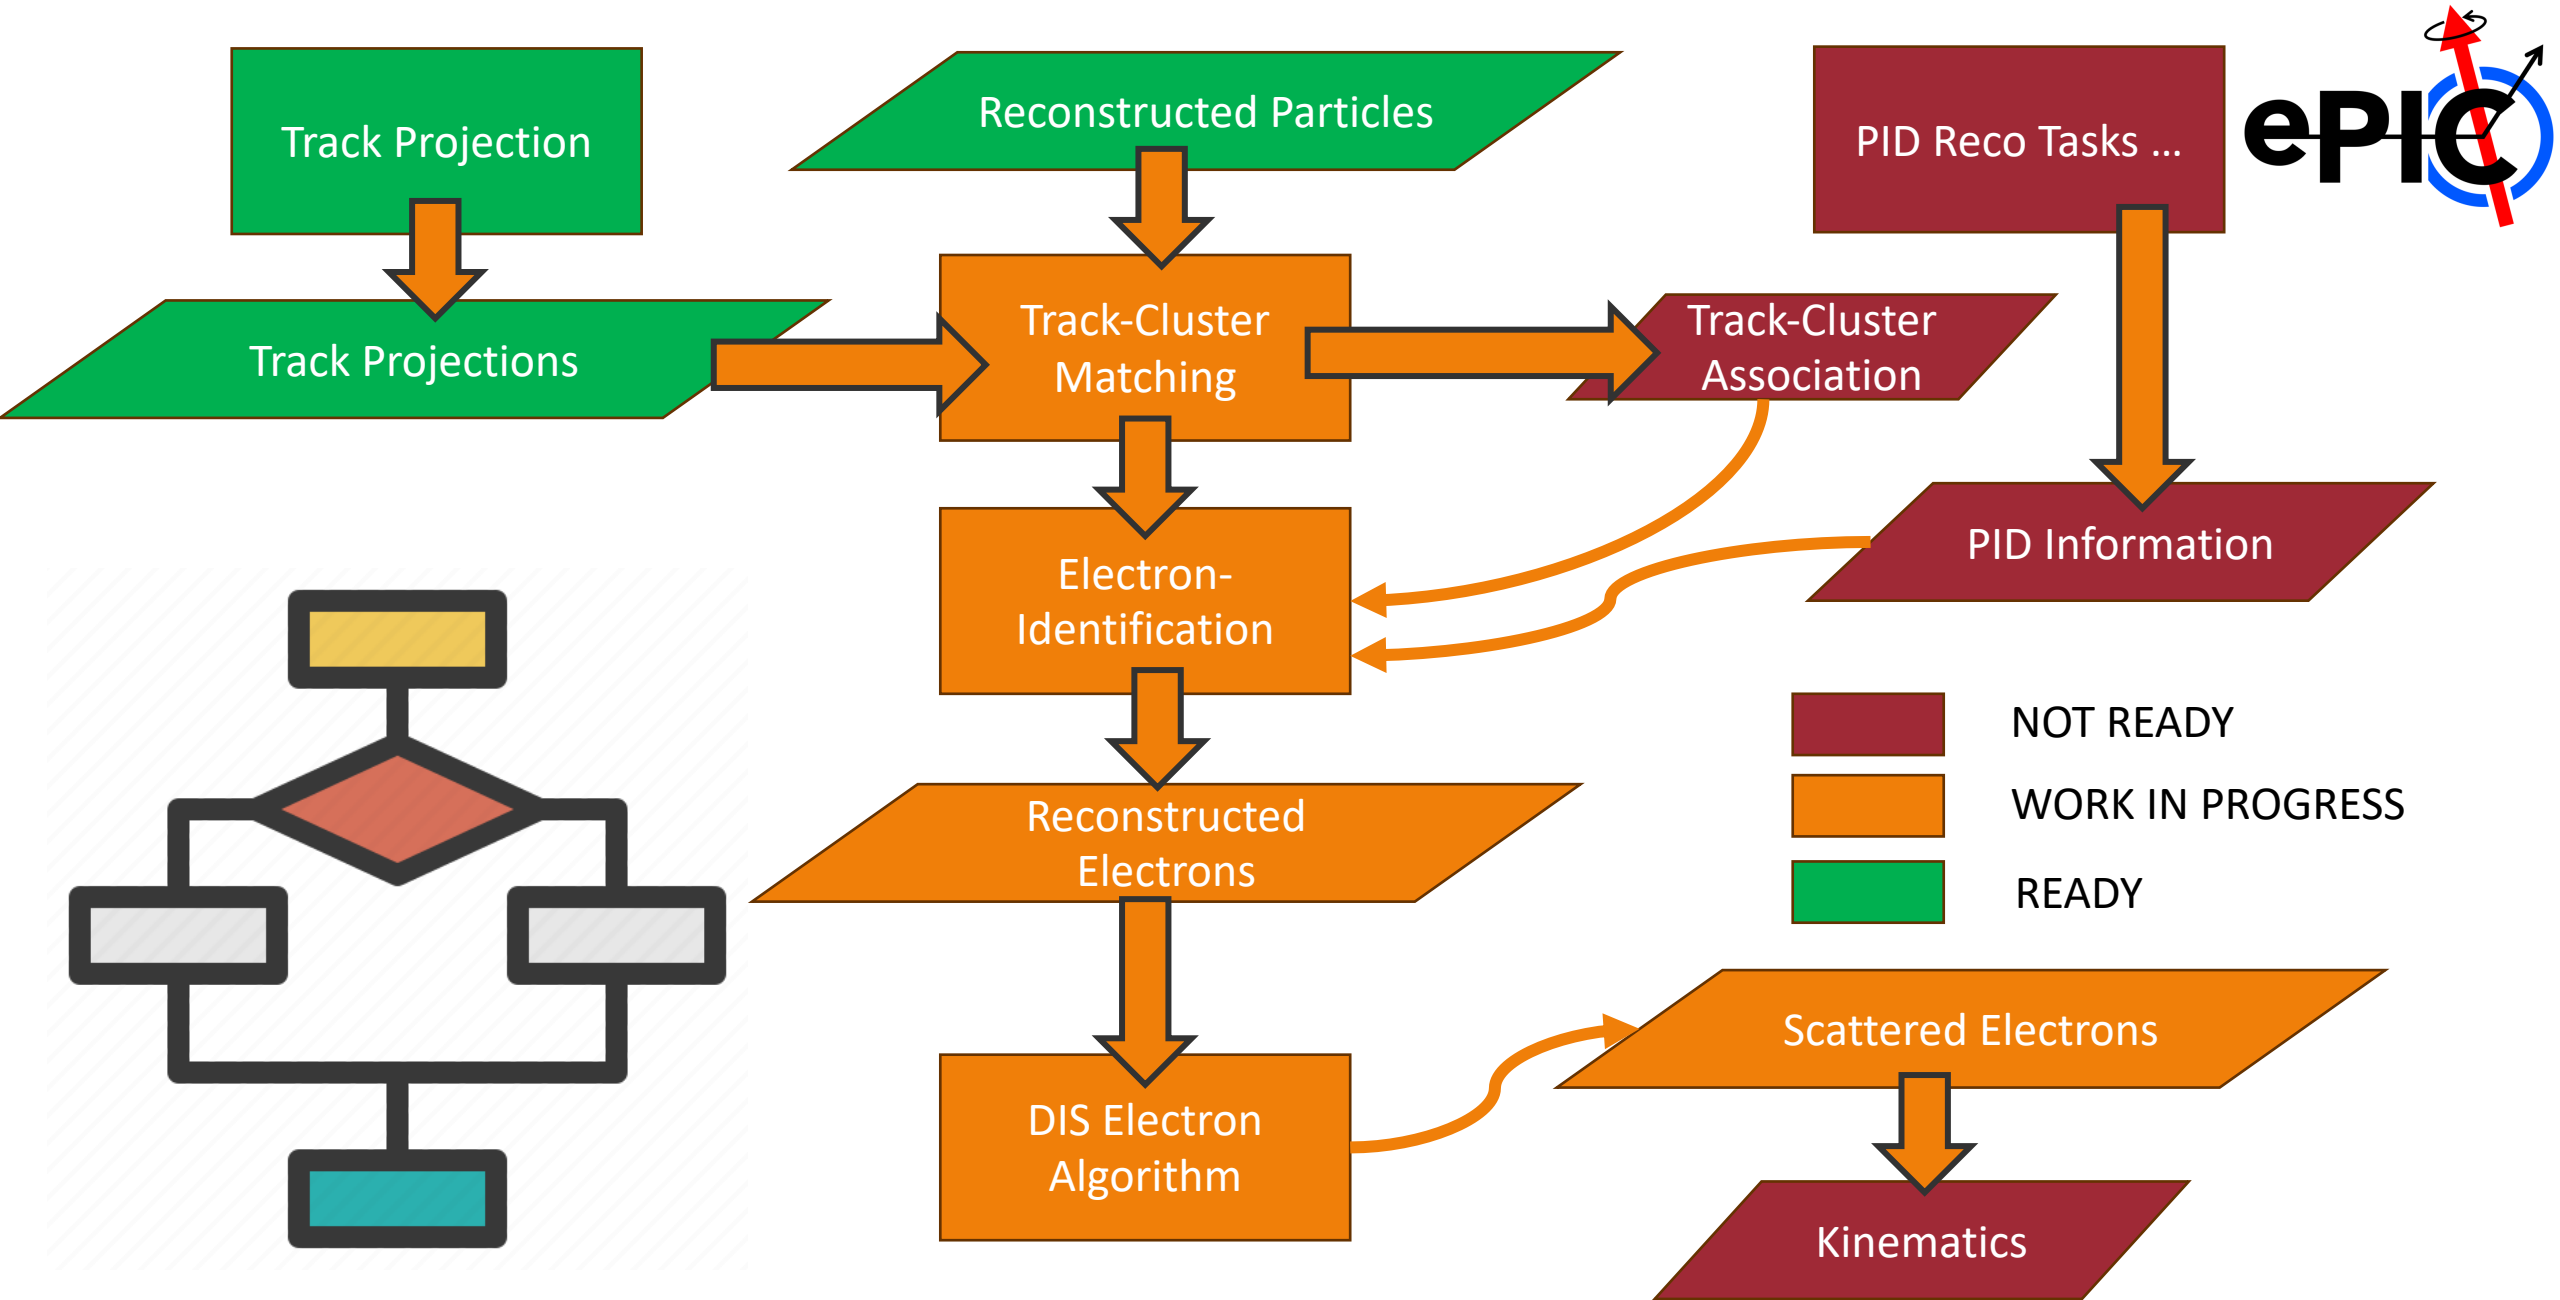 Track Projection
Reconstructed Particles
PID Reco Tasks ...
ePIC
Track Projections
Track-Cluster
Matching
Track-Cluster
Association
Electron-
Identification
PID Information
NOT READY
WORK IN PROGRESS
READY
Reconstructed
Electrons
Scattered Electrons
DIS Electron
Algorithm
Kinematics